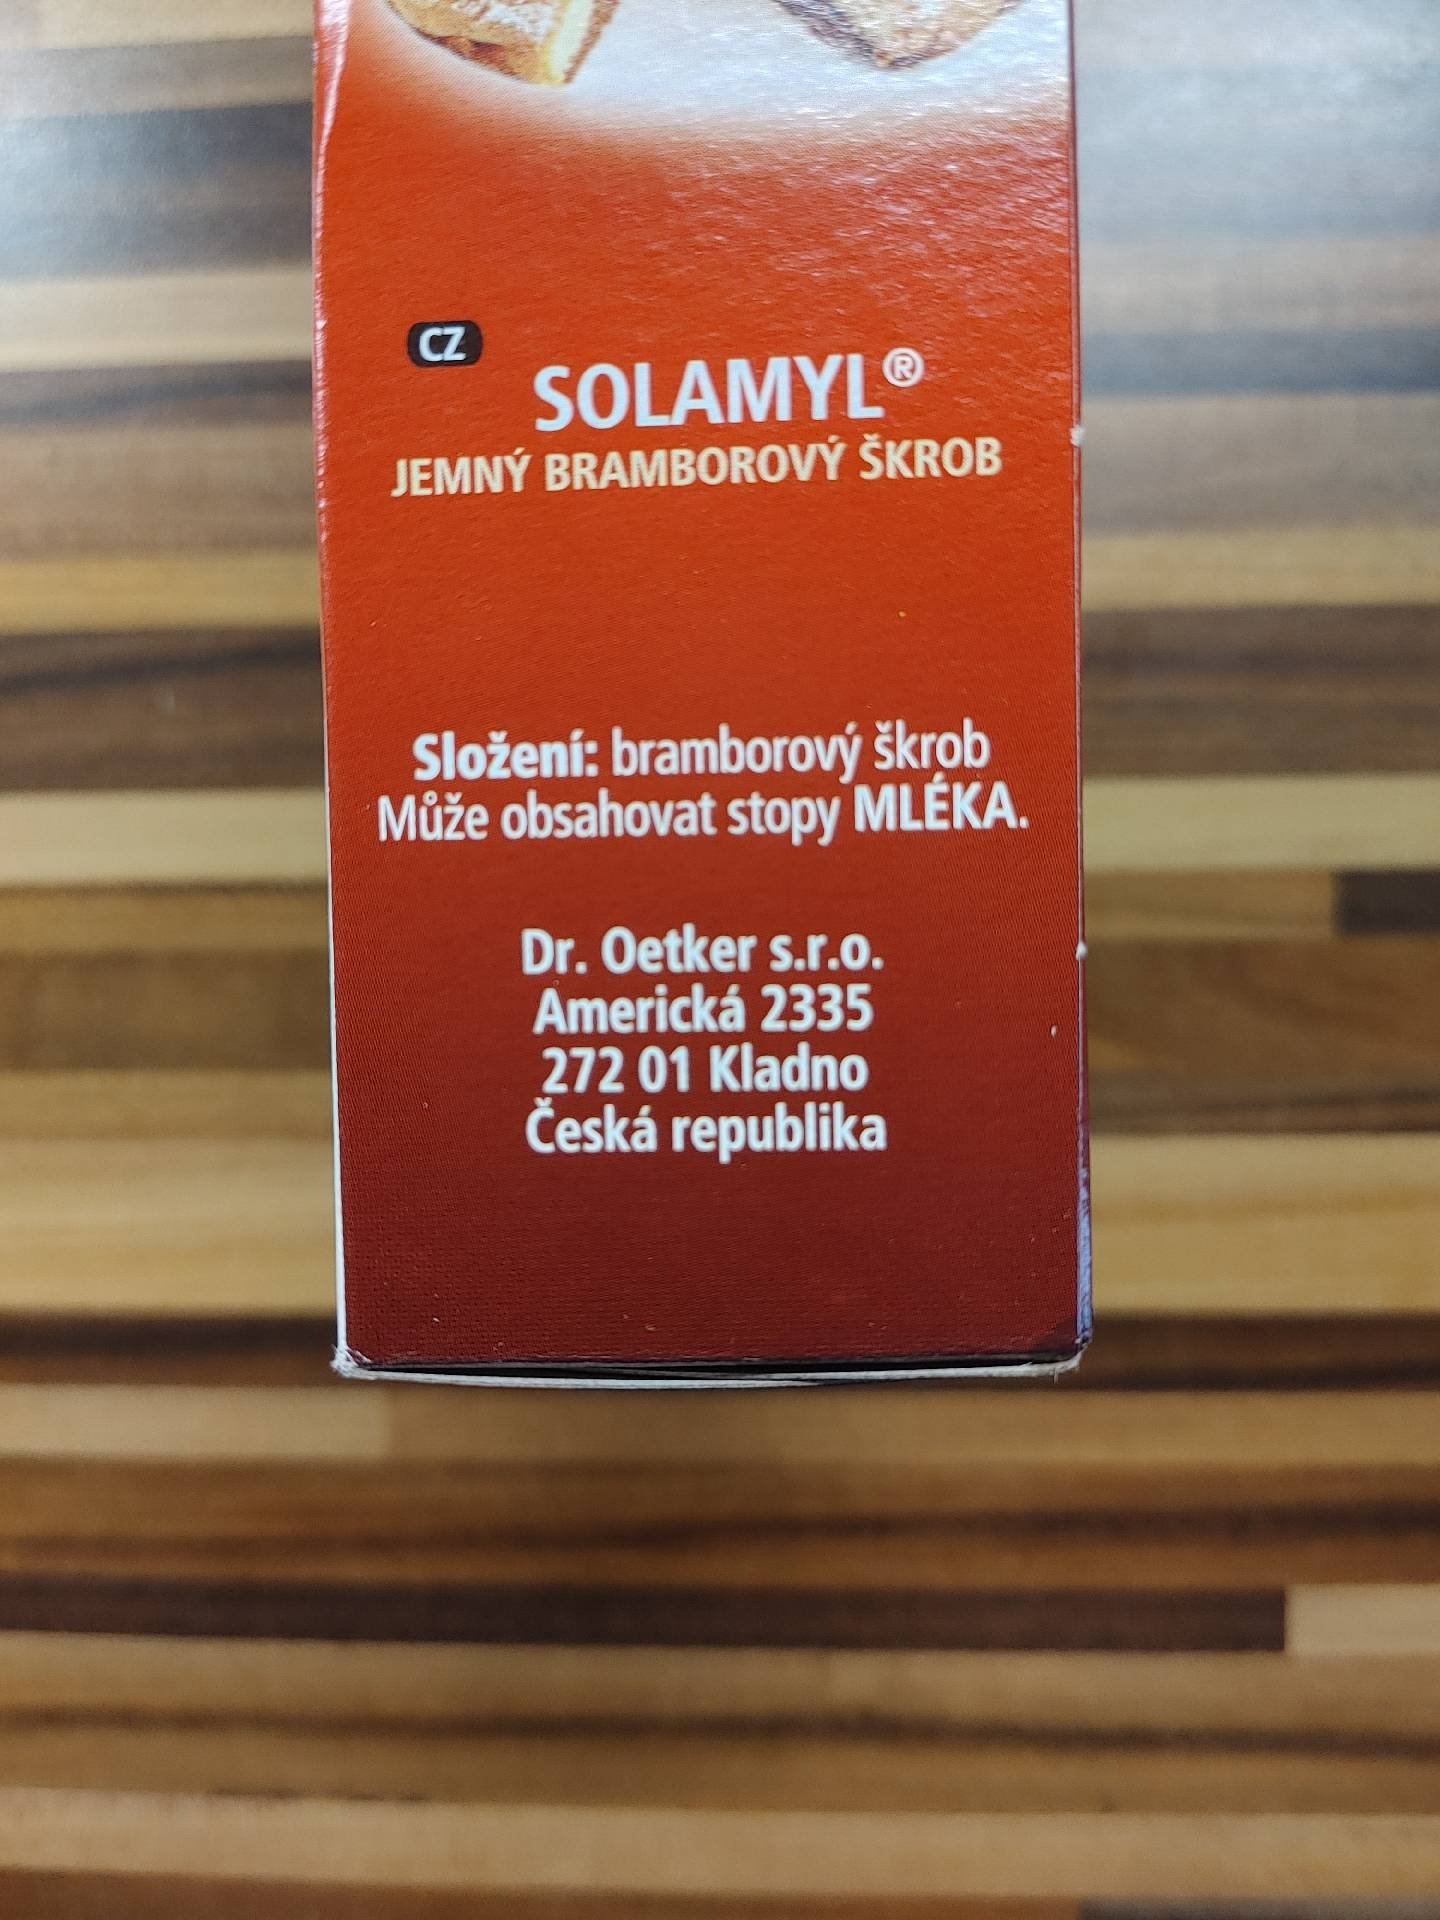 CZ
SOLAMYL®
JEMNÝ BRAMBOROVÝ ŠKROB
Složení: bramborový škrob
Může obsahovat stopy MLÉKA.
Dr. Oetker s.r.o.
Americká 2335
272 01 Kladno
Česká republika